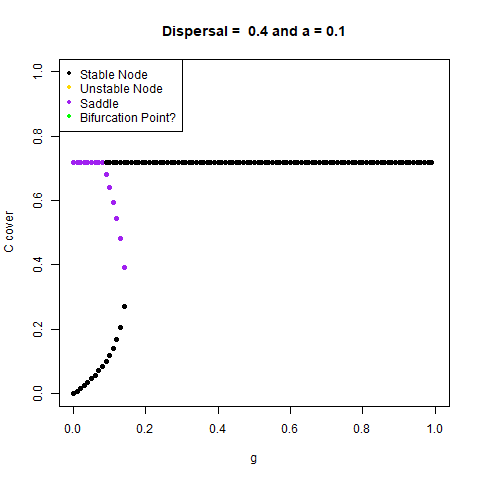 Dispersal =  0.4 and a = 0.1
Stable Node
Unstable Node
Saddle
Bifurcation Point?
C cover
1.0
0.8
0.6
0.4
0.2
0.0
0.0 0.2 0.4 0.6 0.8 1.0
g